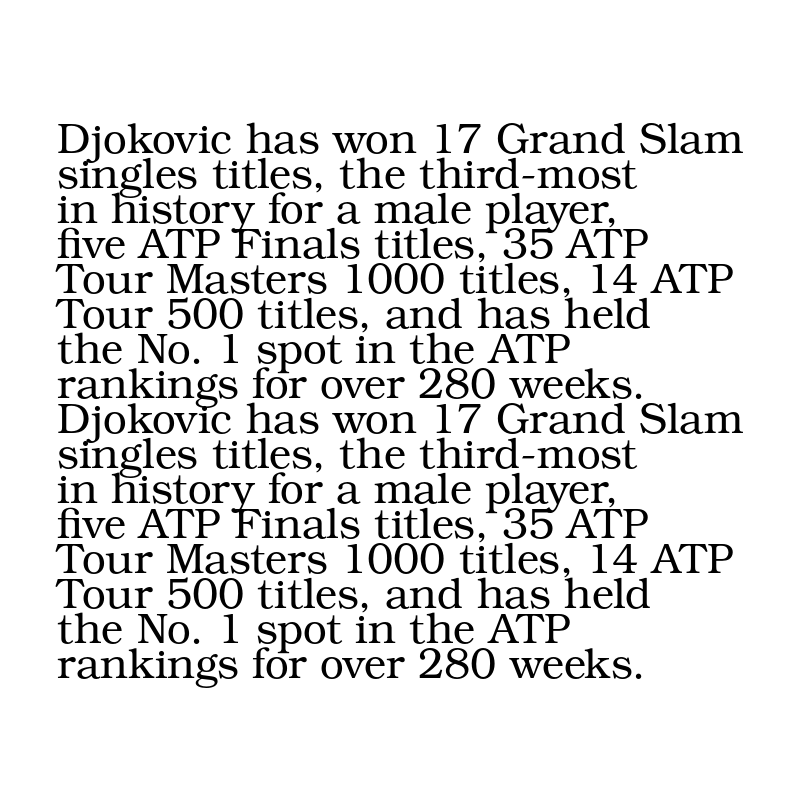 Djokovic has won 17 Grand Slam
singles titles, the third-most
in history for a male player,
five ATP Finals titles, 35 ATP
Tour Masters 1000 titles, 14 ATP
Tour 500 titles, and has held
the No. 1 spot in the ATP
rankings for over 280 weeks.
Djokovic has won 17 Grand Slam
singles titles, the third-most
in history for a male player,
five ATP Finals titles, 35 ATP
Tour Masters 1000 titles, 14 ATP
Tour 500 titles, and has held
the No. 1 spot in the ATP
rankings for over 280 weeks.